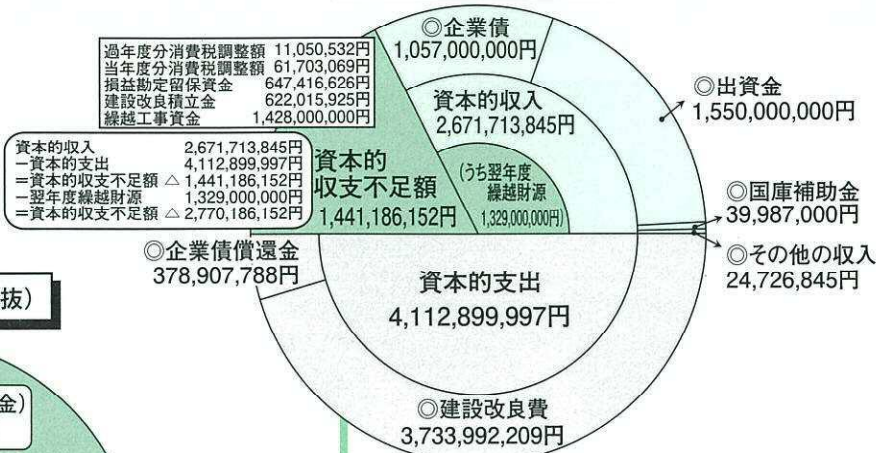 ◎企業債
1,057,000,000円
過年度分消費税調整額 11,050,532円
当年度分消費税調整額 61,703,069円
損益勘定留保資金 647,416,626円
建設改良積立金 622,015,925円
繰越工事資金 1,428,000,000円
◎出資金
1,550,000,000円
資本的収入
2,671,713,845円
資本的収入 2,671,713,845円
−資本的支出 4,112,899,997円
=資本的収支不足額 △1,441,186,152円
−翌年度繰越財源 1,329,000,000円
=資本的収支不足額 △2,770,186,152円
資本的
収支不足額
1,441,186,152円
(うち翌年度
繰越財源
1,329,000,000円)
◎国庫補助金
39,987,000円
◎その他の収入
24,726,845円
◎企業債償還金
378,907,788円
資本的支出
4,112,899,997円
抜)
金)
◎建設改良費
3,733,992,209円